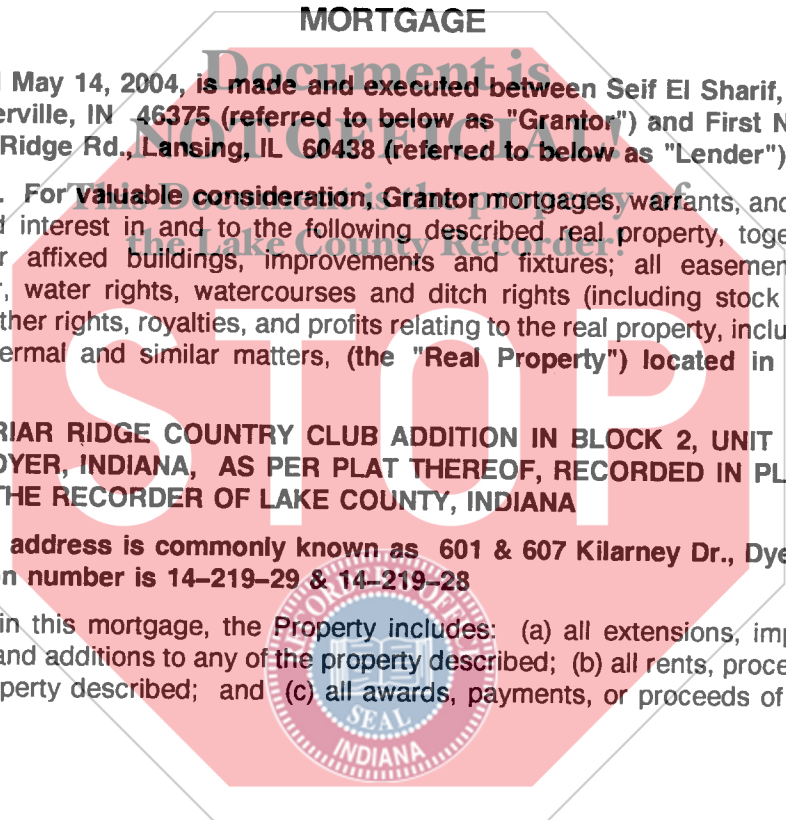 MORTGAGE
Document is
May 14, 2004, is made and executed between Seif El Sharif,
erville, IN 46375 (referred to below as "Grantor") and First N
NOT OFFICIAL!
Ridge Rd., Lansing, IL 60438 (referred to below as "Lender")
. For valuable consideration, Grantor mortgages, warrants, and
This Document is the property of
d interest in and to the following described real property, toge
the Lake County Recorder!
r affixed buildings, improvements and fixtures; all easemen
, water rights, watercourses and ditch rights (including stock
ther rights, royalties, and profits relating to the real property, inclu
ermal and similar matters, (the "Real Property") located in
STOP
RIAR RIDGE COUNTRY CLUB ADDITION IN BLOCK 2, UNIT
DYER, INDIANA, AS PER PLAT THEREOF, RECORDED IN PL
THE RECORDER OF LAKE COUNTY, INDIANA
address is commonly known as 601 & 607 Kilarney Dr., Dye
n number is 14–219–29 & 14–219–28
in this mortgage, the Property includes: (a) all extensions, imp
and additions to any of the property described; (b) all rents, proce
perty described; and (c) all awards, payments, or proceeds of
SEAL
INDIANA